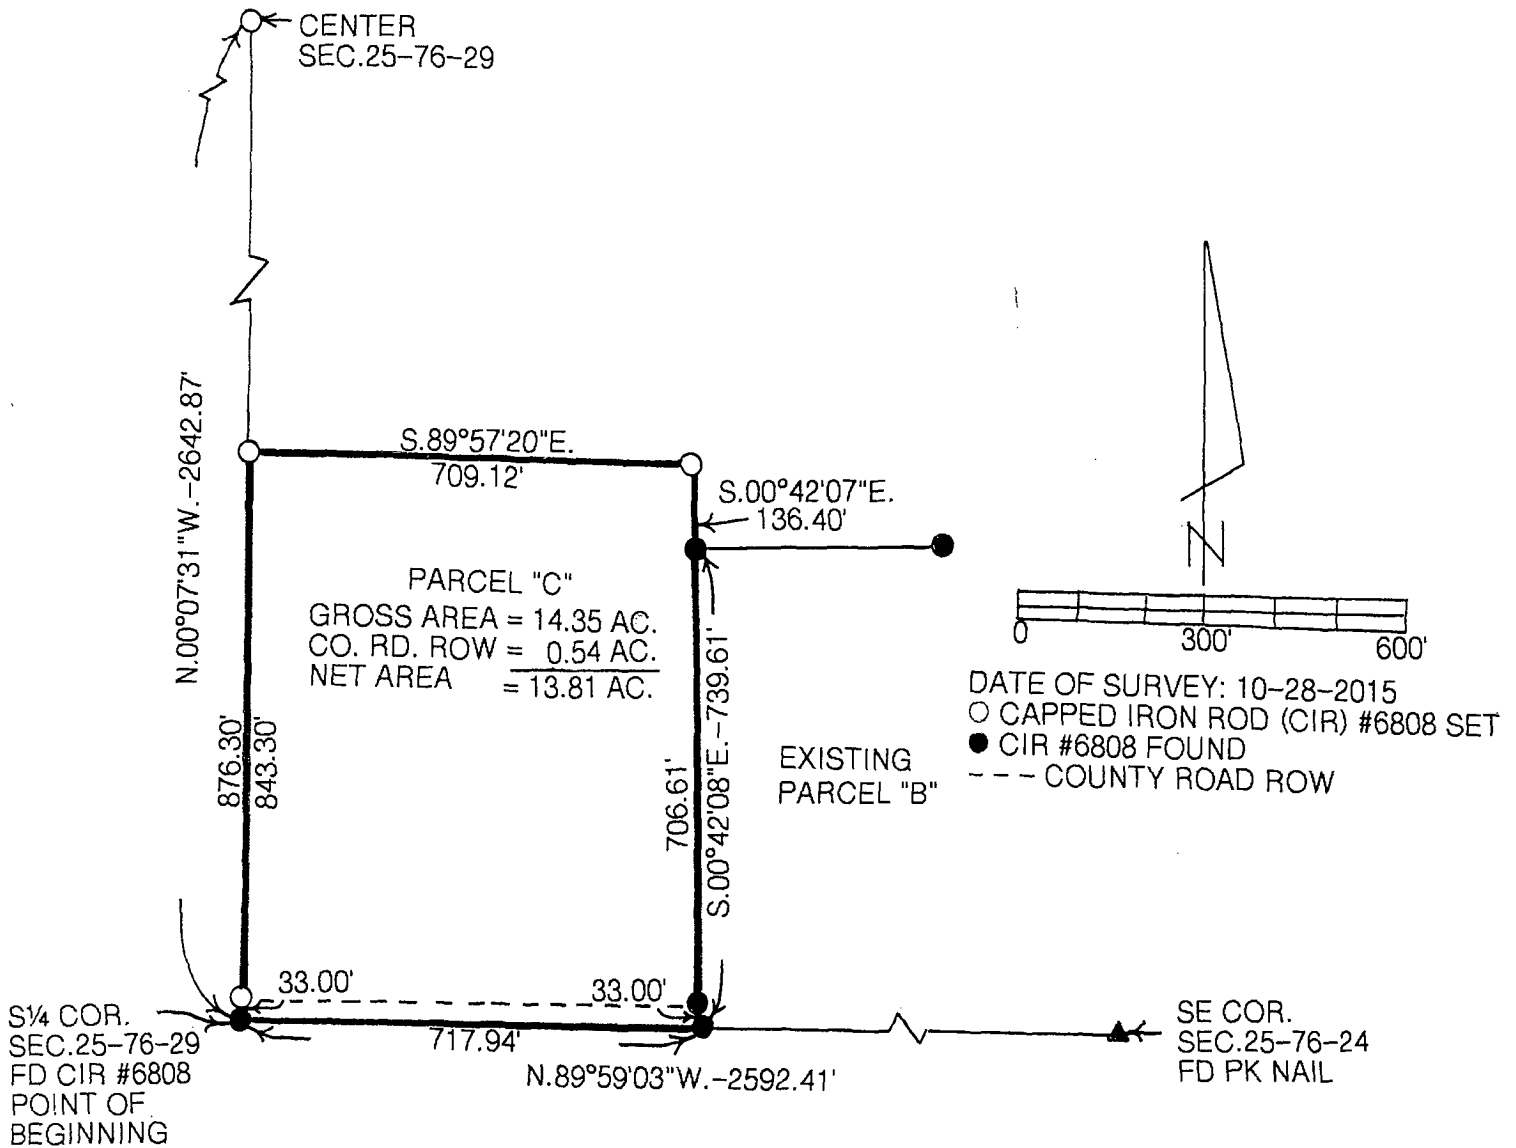 CENTER
SEC.25-76-29
N.00°07'31"W.-2642.87'
S.89°57'20"E.
709.12'
S.00°42'07"E.
136.40'
PARCEL "C"
GROSS AREA = 14.35 AC.
CO. RD. ROW = 0.54 AC.
NET AREA = 13.81 AC.
876.30'
843.30'
706.61'
S.00°42'08"E.-739.61'
EXISTING
PARCEL "B"
N
0 300' 600'
DATE OF SURVEY: 10-28-2015
CAPPED IRON ROD (CIR) #6808 SET
CIR #6808 FOUND
--- COUNTY ROAD ROW
33.00'
33.00'
717.94'
N.89°59'03"W.-2592.41'
S¼ COR.
SEC.25-76-29
FD CIR #6808
POINT OF
BEGINNING
SE COR.
SEC.25-76-24
FD PK NAIL